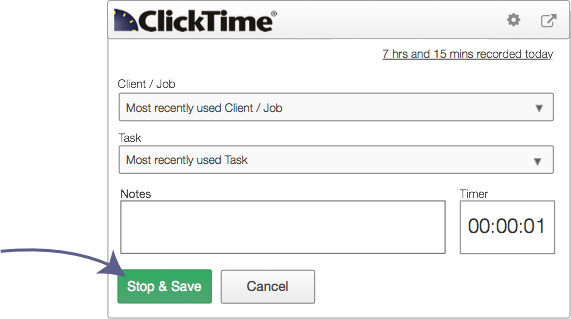 ClickTime®
7 hrs and 15 mins recorded today
Client / Job
Most recently used Client / Job
Task
Most recently used Task
Notes
Timer
00:00:01
Stop & Save
Cancel